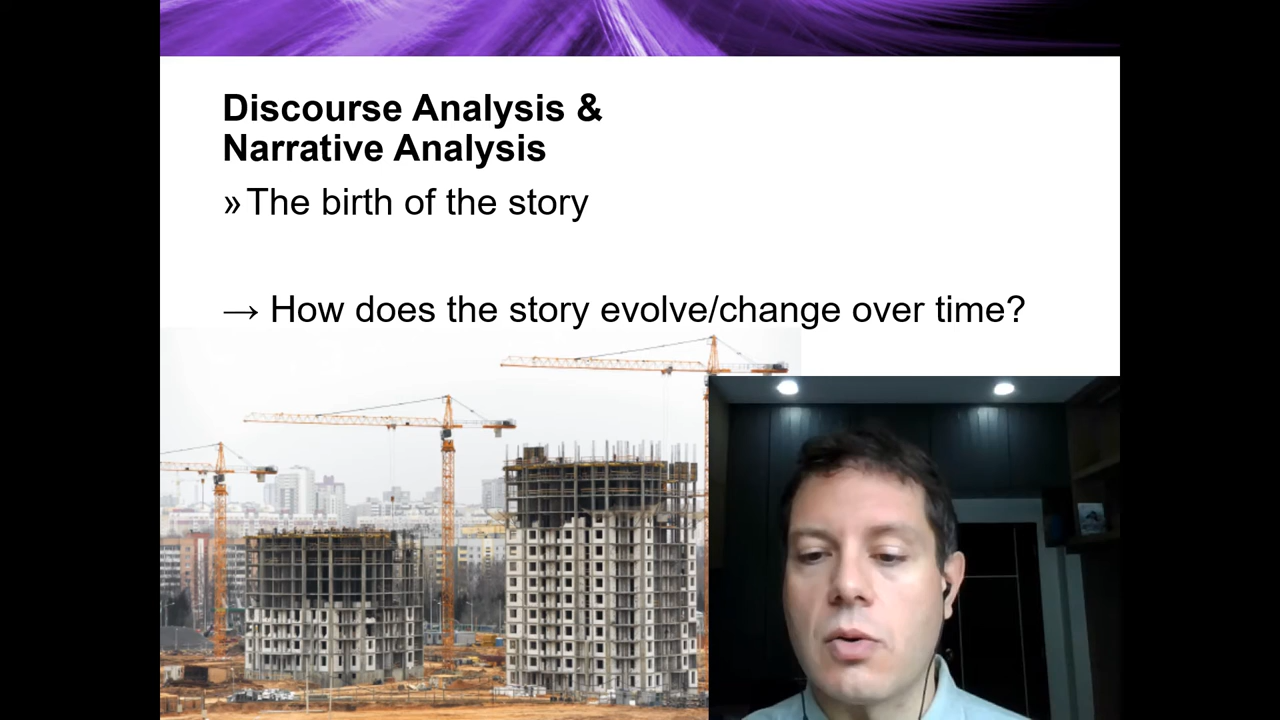 Discourse Analysis &
Narrative Analysis
» The birth of the story
→ How does the story evolve/change over time?